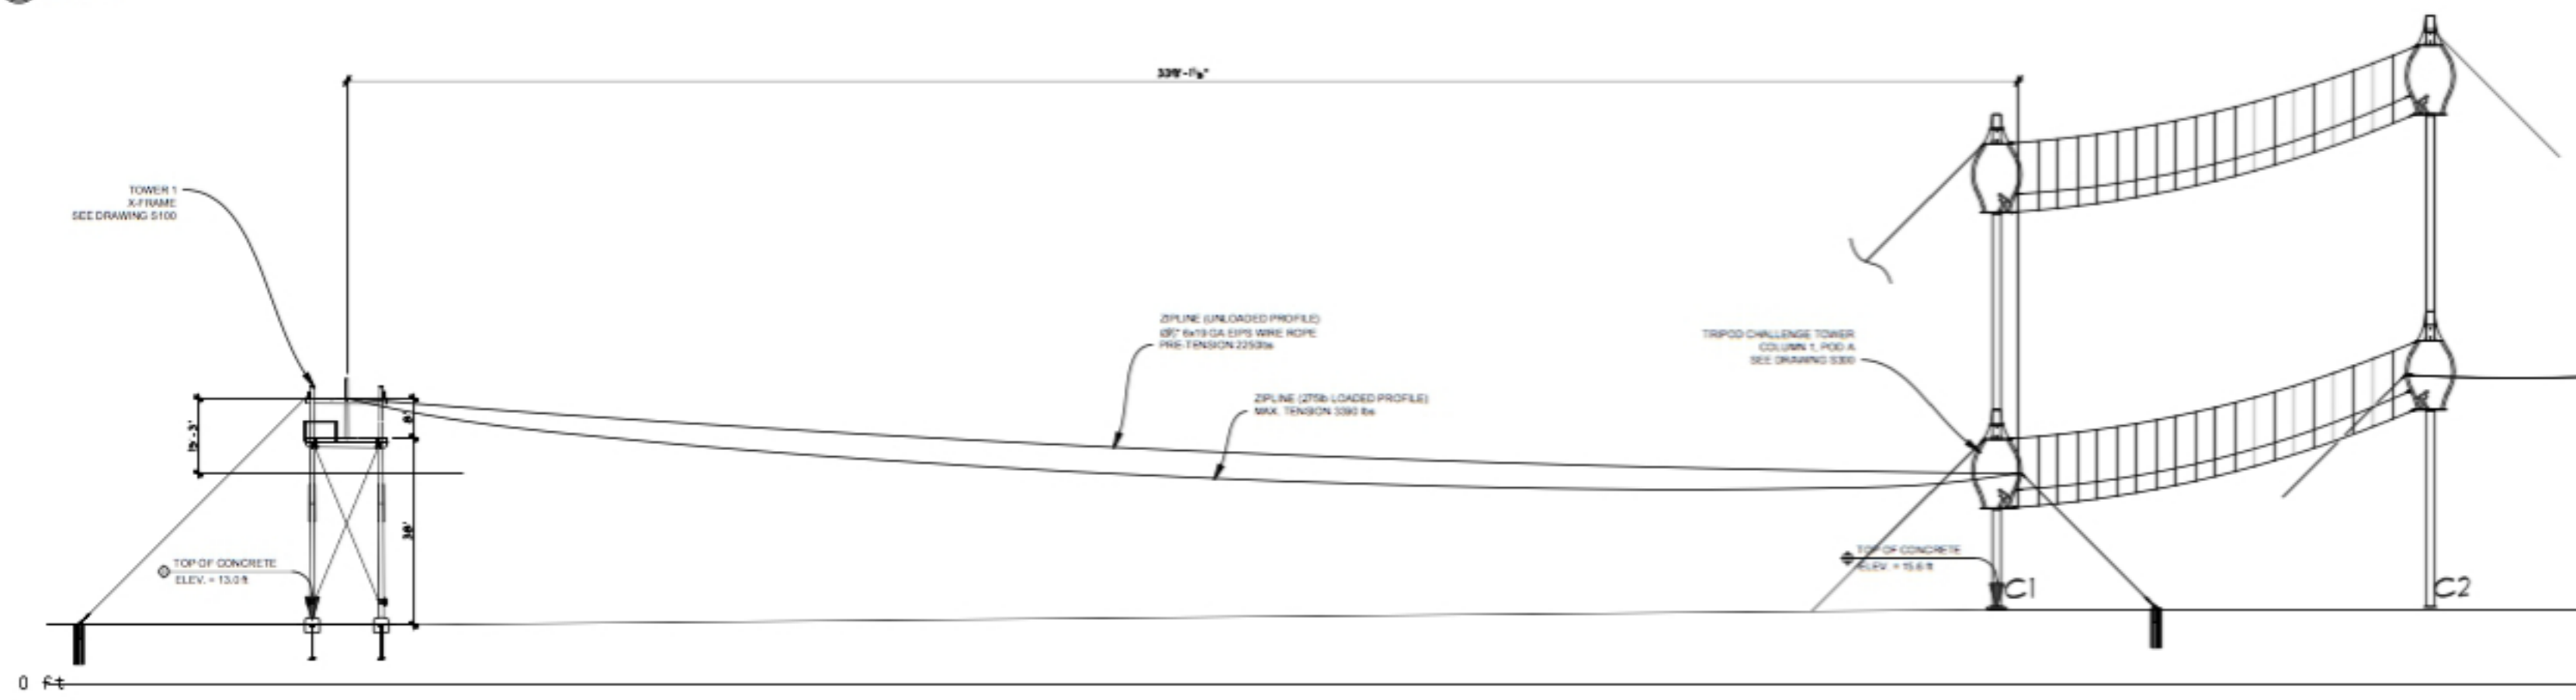 TOWER 1
X-FRAME
SEE DRAWING S100
ZIPLINE (UNLOADED PROFILE)
6x19 GA EIPS WIRE ROPE
PRE-TENSION 2250lbs
ZIPLINE (275lb LOADED PROFILE)
MAX. TENSION lbs
TRIPOD CHALLENGE TOWER
COLUMN 1, POD A
SEE DRAWING S300
TOP OF CONCRETE
ELEV. = 13.0 ft
TOP OF CONCRETE
ELEV. = 15.6 ft
C1
C2
0 ft